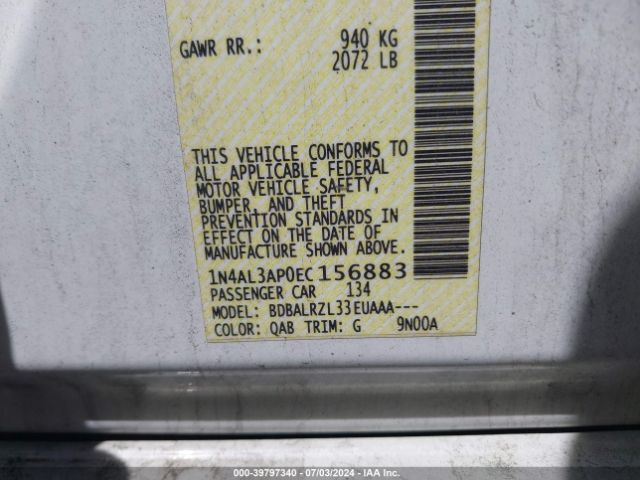 GAWR RR.: 940 KG
2072 LB
THIS VEHICLE CONFORMS TO
ALL APPLICABLE FEDERAL
MOTOR VEHICLE SAFETY,
BUMPER, AND THEFT
PREVENTION STANDARDS IN
EFFECT ON THE DATE OF
MANUFACTURE SHOWN ABOVE.
1N4AL3AP0EC156883
PASSENGER CAR 134
MODEL: BDBALRZL33EUAAA---
COLOR: QAB TRIM: G 9N00A
000-39797340 - 07/03/2024 - IAA Inc.